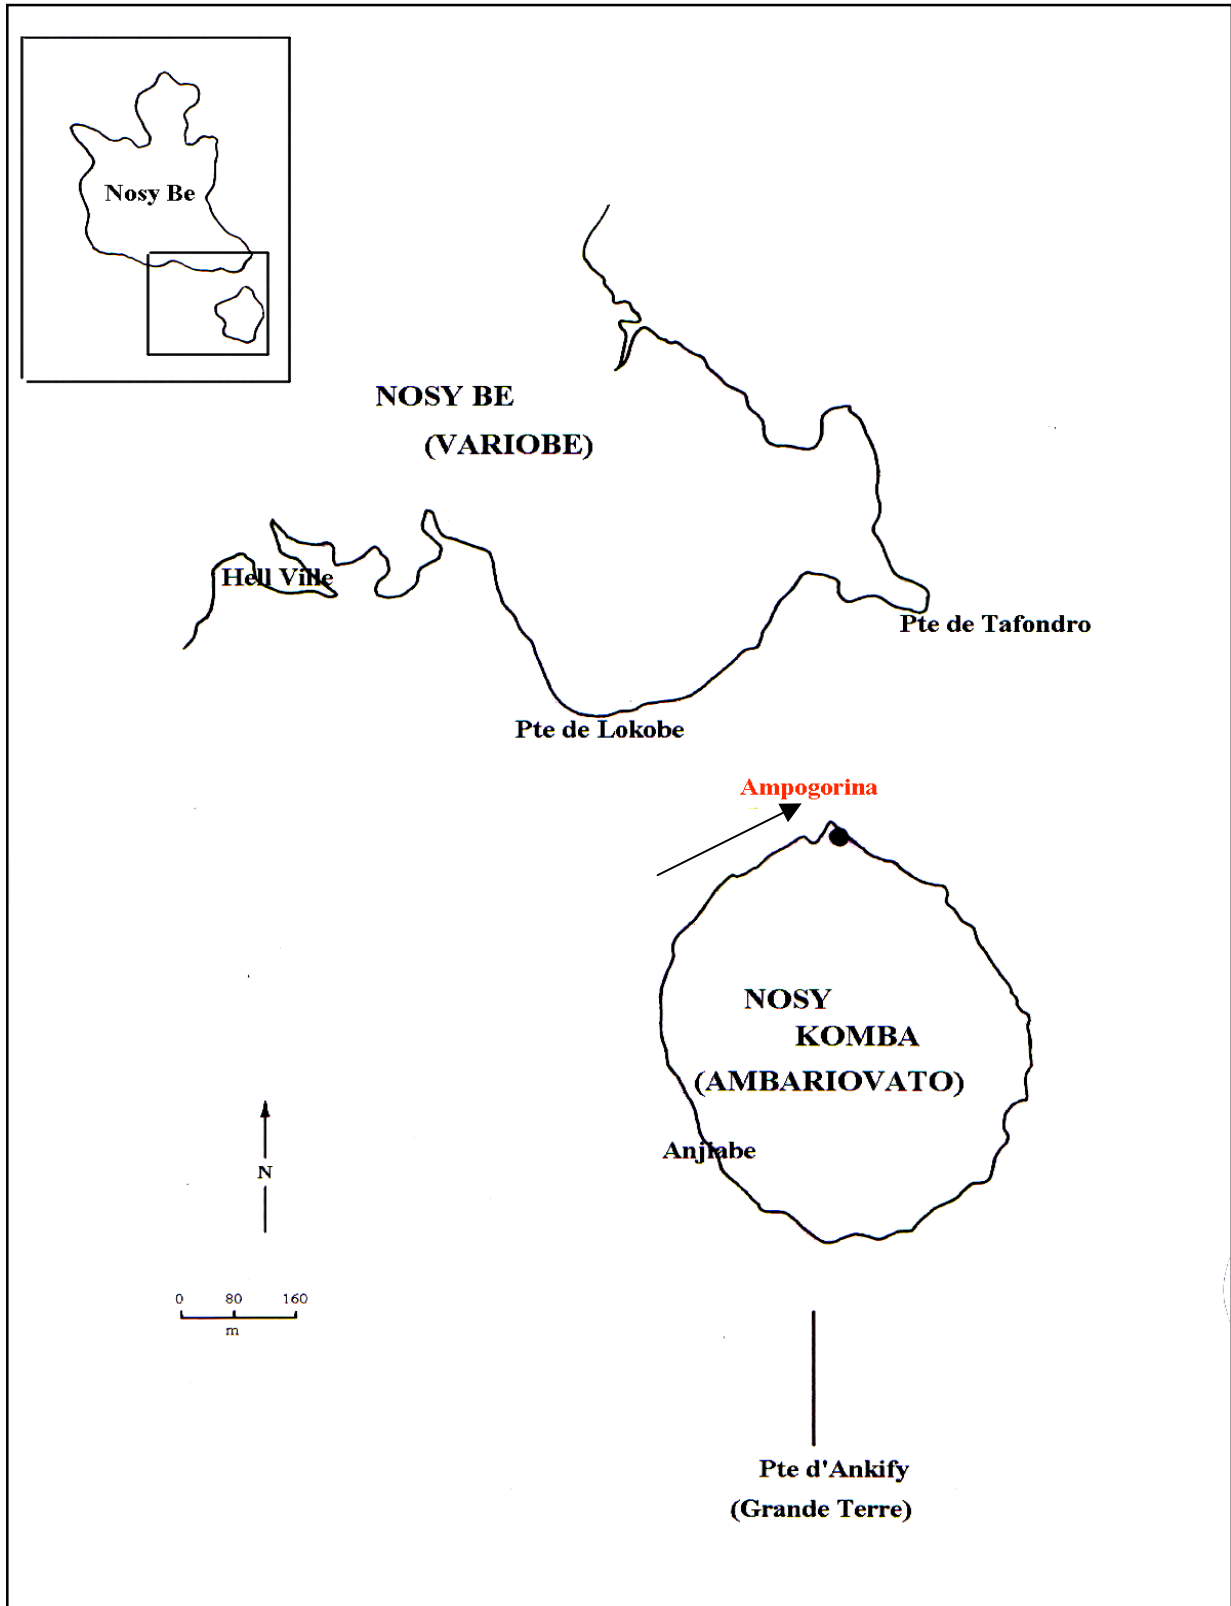 Nosy Be
NOSY BE
(VARIOBE)
Hell Ville
Pte de Tafondro
Pte de Lokobe
Ampogorina
NOSY
KOMBA
(AMBARIOVATO)
Anjiabe
N
0 80 160
m
Pte d'Ankify
(Grande Terre)